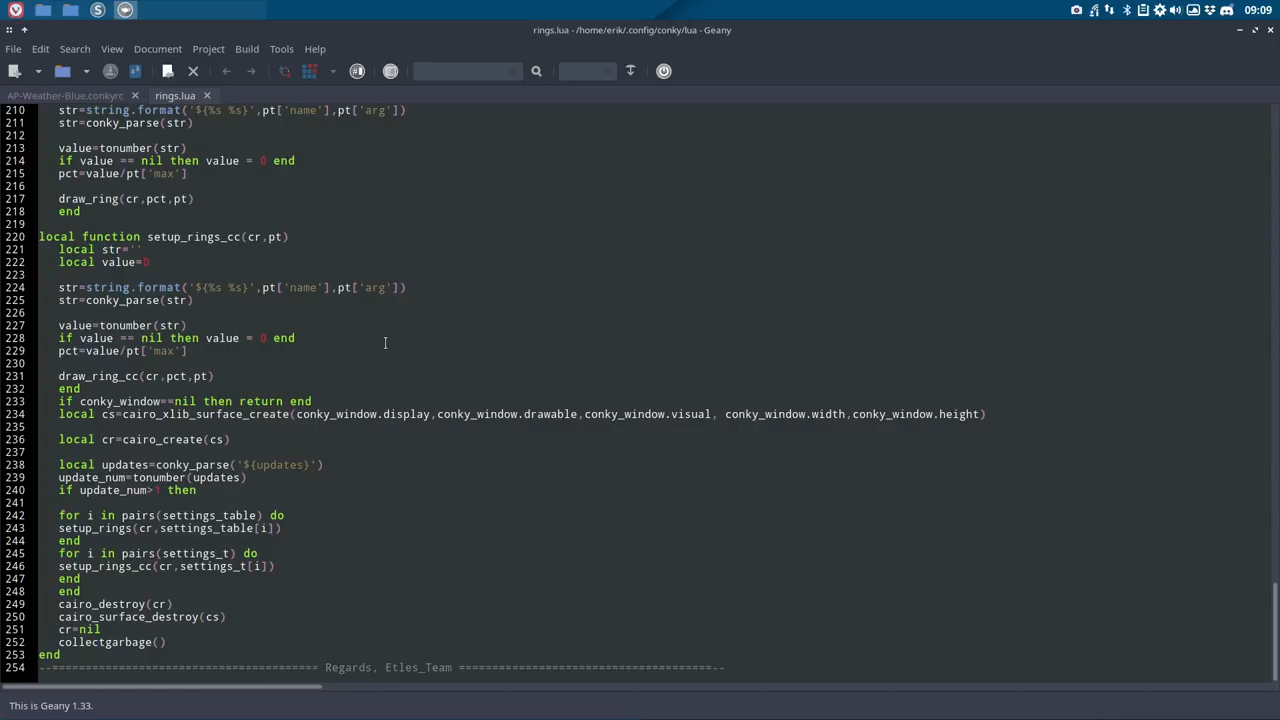 09:09
rings.lua - /home/erik/.config/conky/lua - Geany
File Edit Search View Document Project Build Tools Help
AP-Weather-Blue.conkyrc rings.lua
210 str=string.format('${%s %s}',pt['name'],pt['arg'])
211 str=conky_parse(str)
212
213 value=tonumber(str)
214 if value == nil then value = 0 end
215 pct=value/pt['max']
216
217 draw_ring(cr,pct,pt)
218 end
219
220 local function setup_rings_cc(cr,pt)
221 local str=''
222 local value=0
223
224 str=string.format('${%s %s}',pt['name'],pt['arg'])
225 str=conky_parse(str)
226
227 value=tonumber(str)
228 if value == nil then value = 0 end
229 pct=value/pt['max']
230
231 draw_ring_cc(cr,pct,pt)
232 end
233 if conky_window==nil then return end
234 local cs=cairo_xlib_surface_create(conky_window.display,conky_window.drawable,conky_window.visual, conky_window.width,conky_window.height)
235
236 local cr=cairo_create(cs)
237
238 local updates=conky_parse('${updates}')
239 update_num=tonumber(updates)
240 if update_num>1 then
241
242 for i in pairs(settings_table) do
243 setup_rings(cr,settings_table[i])
244 end
245 for i in pairs(settings_t) do
246 setup_rings_cc(cr,settings_t[i])
247 end
248 end
249 cairo_destroy(cr)
250 cairo_surface_destroy(cs)
251 cr=nil
252 collectgarbage()
253 end
254 --======================================= Regards, Etles_Team ======================================--
This is Geany 1.33.